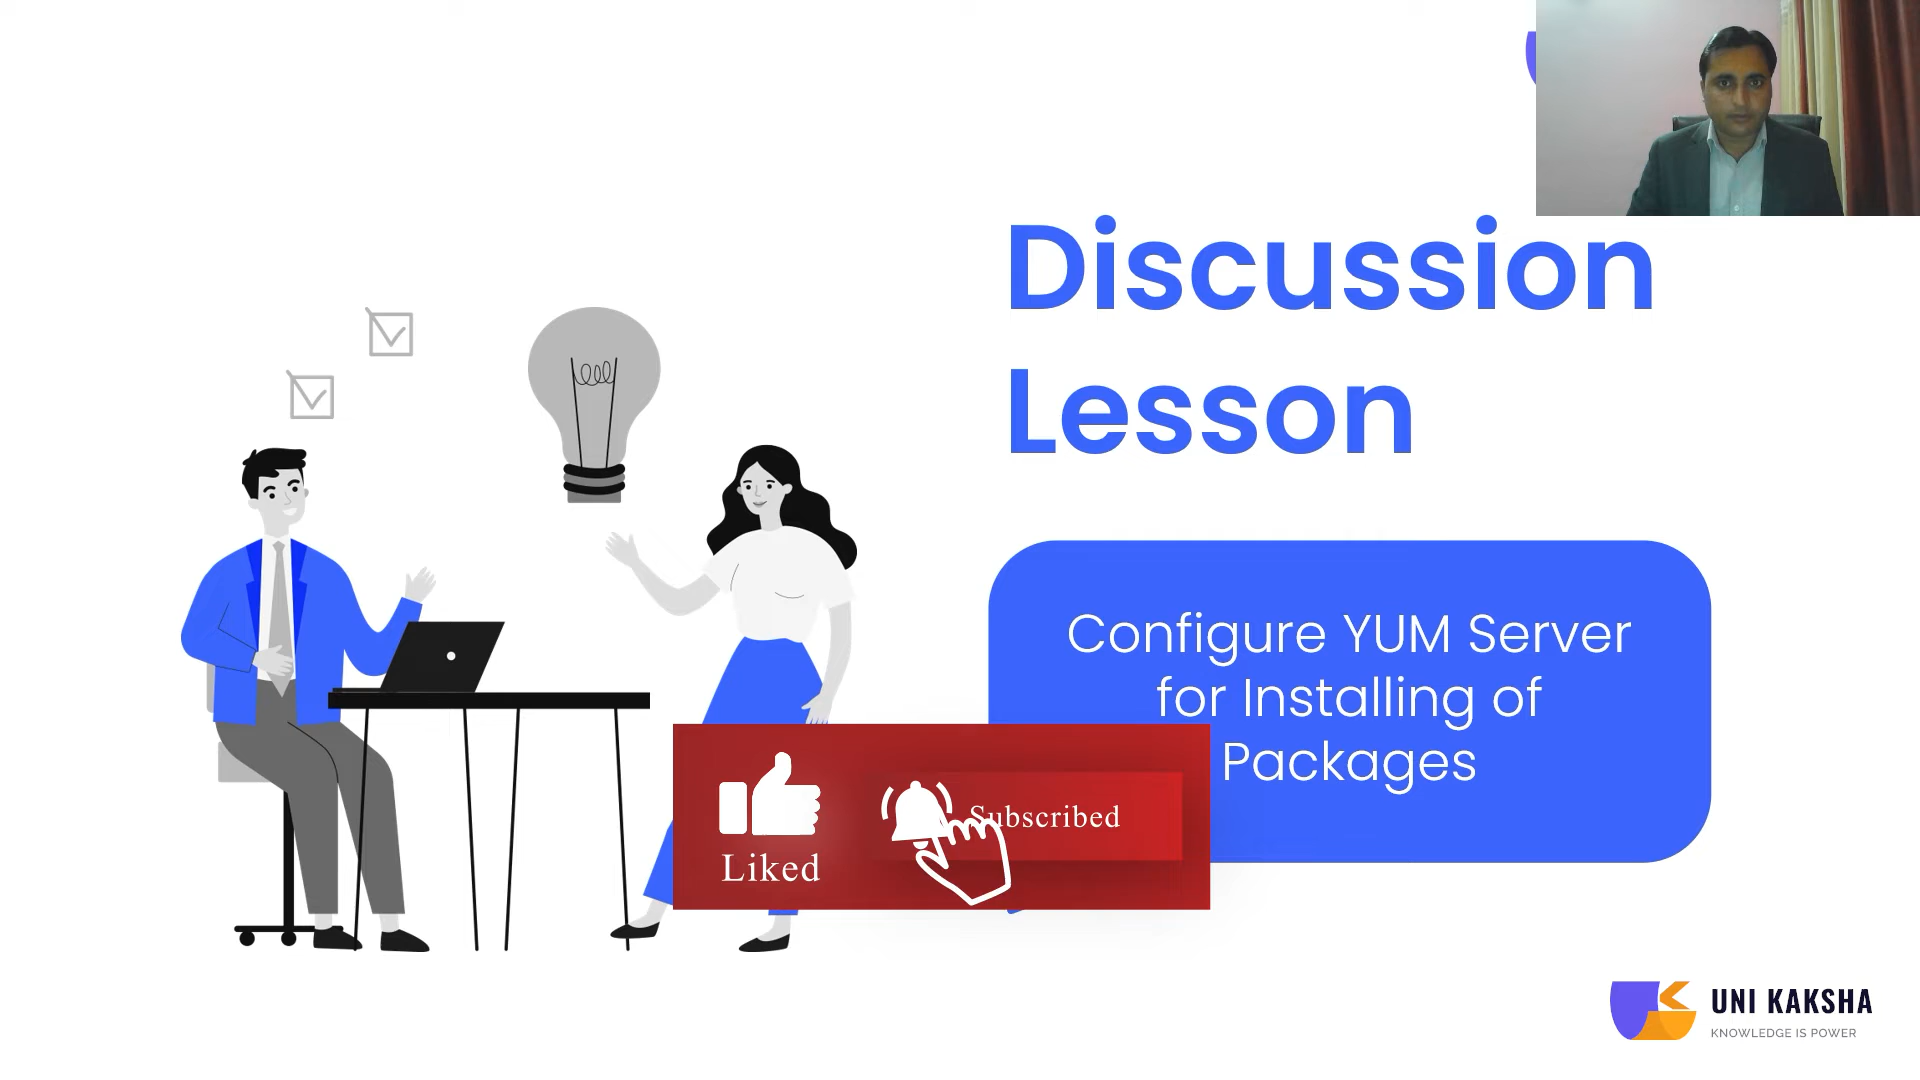 Discussion
Lesson
Configure YUM Server
for Installing of
Packages
Liked
Subscribed
UNI KAKSHA
KNOWLEDGE IS POWER